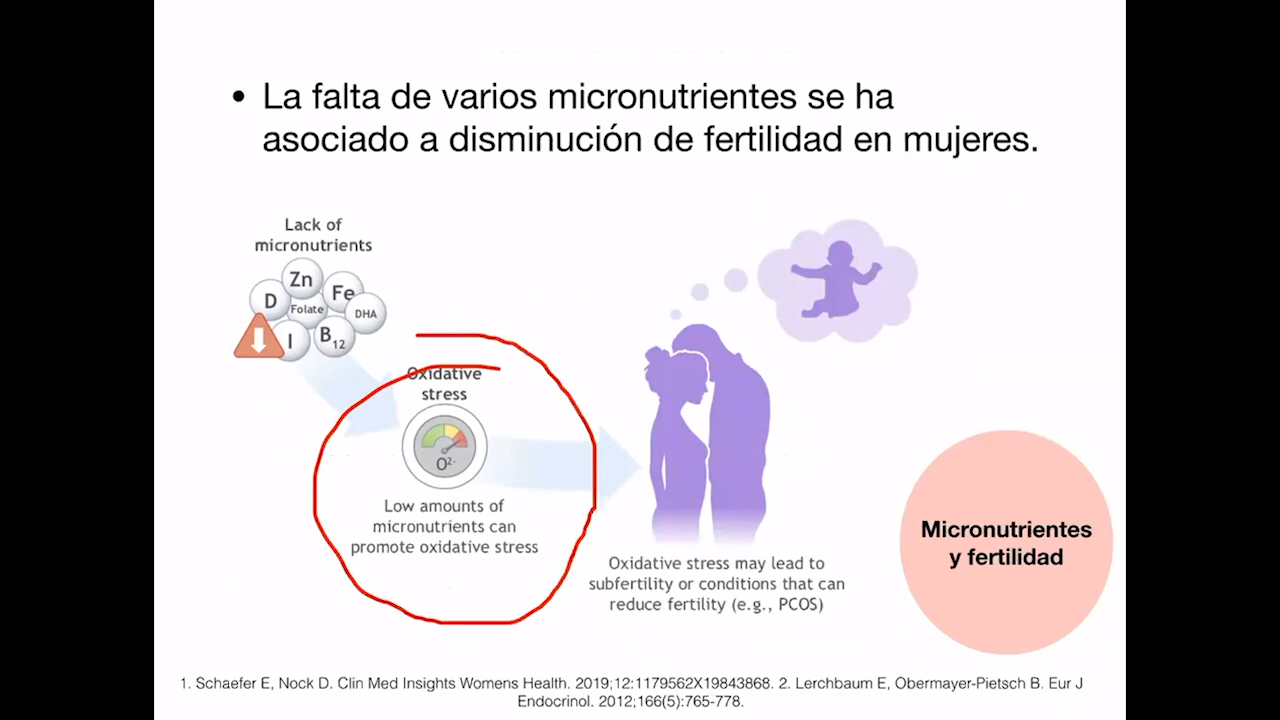 • La falta de varios micronutrientes se ha
asociado a disminución de fertilidad en mujeres.
Lack of
micronutrients
Zn
D
Fe
Folate
DHA
I
B12
Oxidative
stress
O2-
Low amounts of
micronutrients can
promote oxidative stress
Oxidative stress may lead to
subfertility or conditions that can
reduce fertility (e.g., PCOS)
Micronutrientes
y fertilidad
1. Schaefer E, Nock D. Clin Med Insights Womens Health. 2019;12:1179562X19843868. 2. Lerchbaum E, Obermayer-Pietsch B. Eur J
Endocrinol. 2012;166(5):765-778.